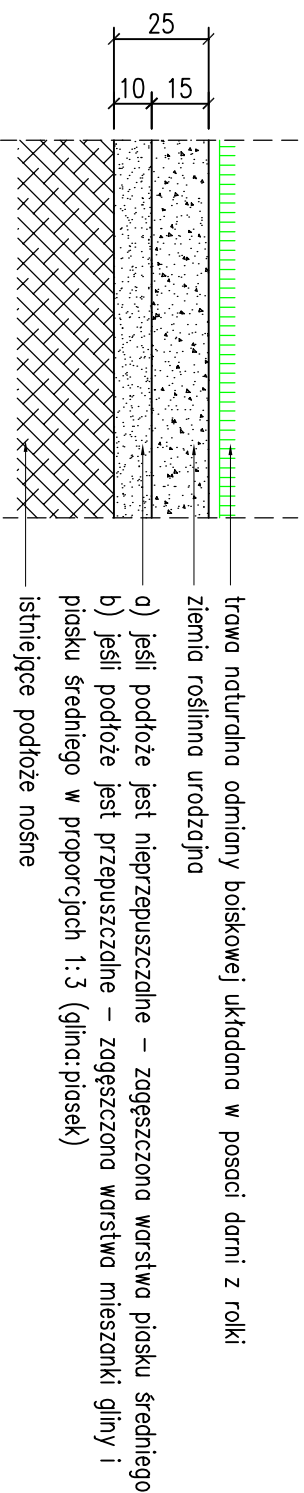 25
10
15
trawa naturalna odmiany boiskowej układana w posaci darni z rolki
ziemia roślinna urodzajna
a) jeśli podłoże jest nieprzepuszczalne – zagęszczona warstwa piasku średniego
b) jeśli podłoże jest przepuszczalne – zagęszczona warstwa mieszanki gliny i
piasku średniego w proporcjach 1:3 (glina:piasek)
istniejące podłoże nośne